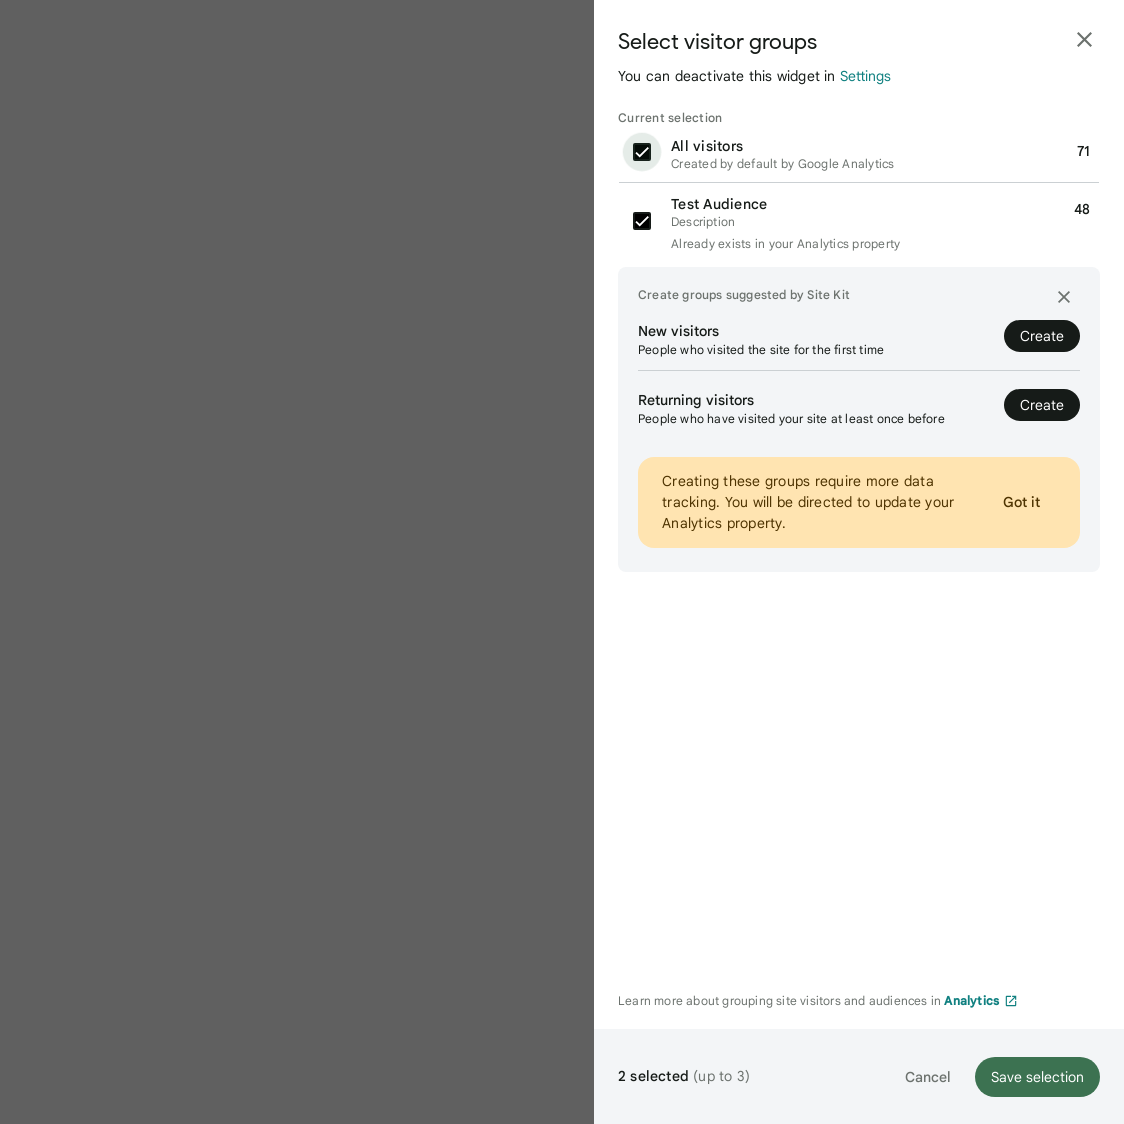 Select visitor groups
You can deactivate this widget in Settings
Current selection
All visitors
71
Created by default by Google Analytics
Test Audience
48
Description
Already exists in your Analytics property
Create groups suggested by Site Kit
New visitors
Create
People who visited the site for the first time
Returning visitors
Create
People who have visited your site at least once before
Creating these groups require more data
tracking. You will be directed to update your
Analytics property.
Got it
Learn more about grouping site visitors and audiences in Analytics
2 selected (up to 3)
Cancel
Save selection